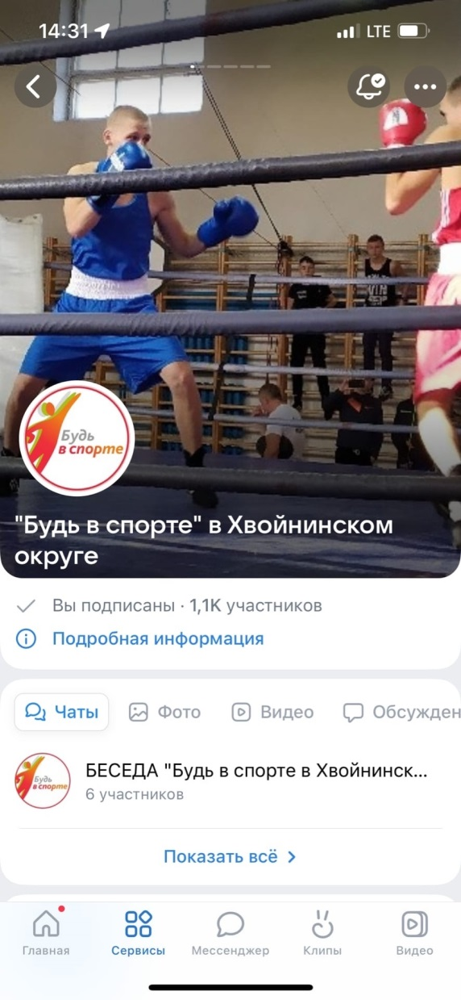 14:31
LTE
WIN
Будь
в спорте
"Будь в спорте" в Хвойнинском
округе
Вы подписаны · 1,1K участников
Подробная информация
Чаты
Фото
Видео
Обсужден
Будь
в спорте
БЕСЕДА "Будь в спорте в Хвойнинск...
6 участников
Показать всё
Главная
Сервисы
Мессенджер
Клипы
Видео